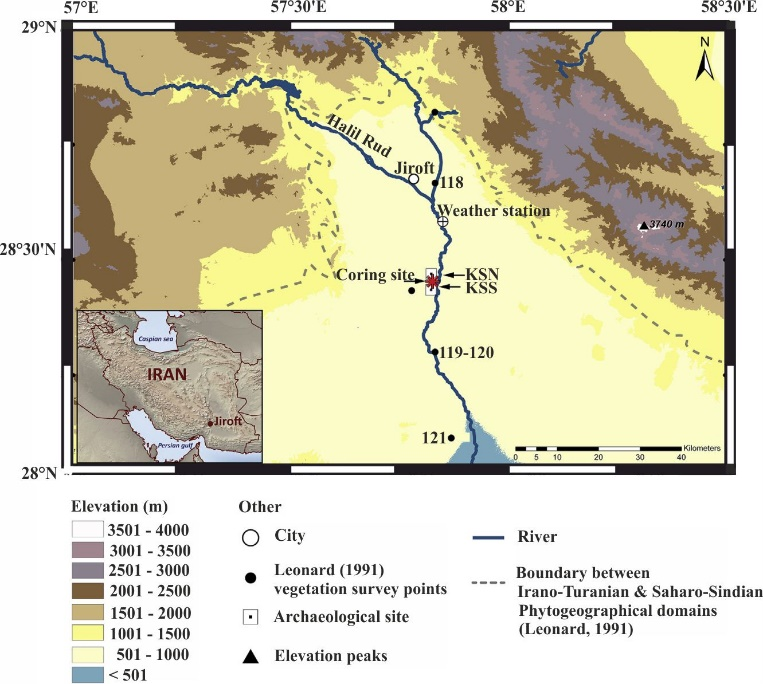 57°E 57°30'E 58°E 58°30'E
29°N
N
Halil Rud
Jiroft
118
Weather station
3740 m
28°30'N
Coring site
KSN
KSS
Caspian sea
IRAN
Jiroft
Persian gulf
119-120
121
Kilometers
0 5 10 20 30 40
28°N
Elevation (m)
3501 - 4000
3001 - 3500
2501 - 3000
2001 - 2500
1501 - 2000
1001 - 1500
501 - 1000
< 501
Other
City
Leonard (1991)
vegetation survey points
Archaeological site
Elevation peaks
River
Boundary between
Irano-Turanian & Saharo-Sindian
Phytogeographical domains
(Leonard, 1991)